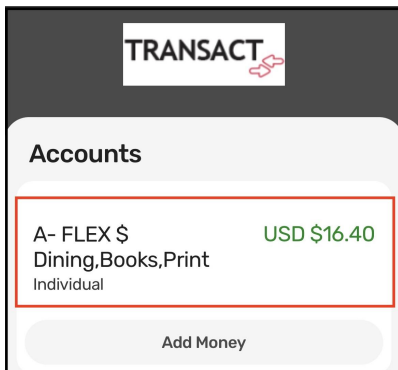 TRANSACT
Accounts
A- FLEX $ USD $16.40
Dining,Books,Print
Individual
Add Money